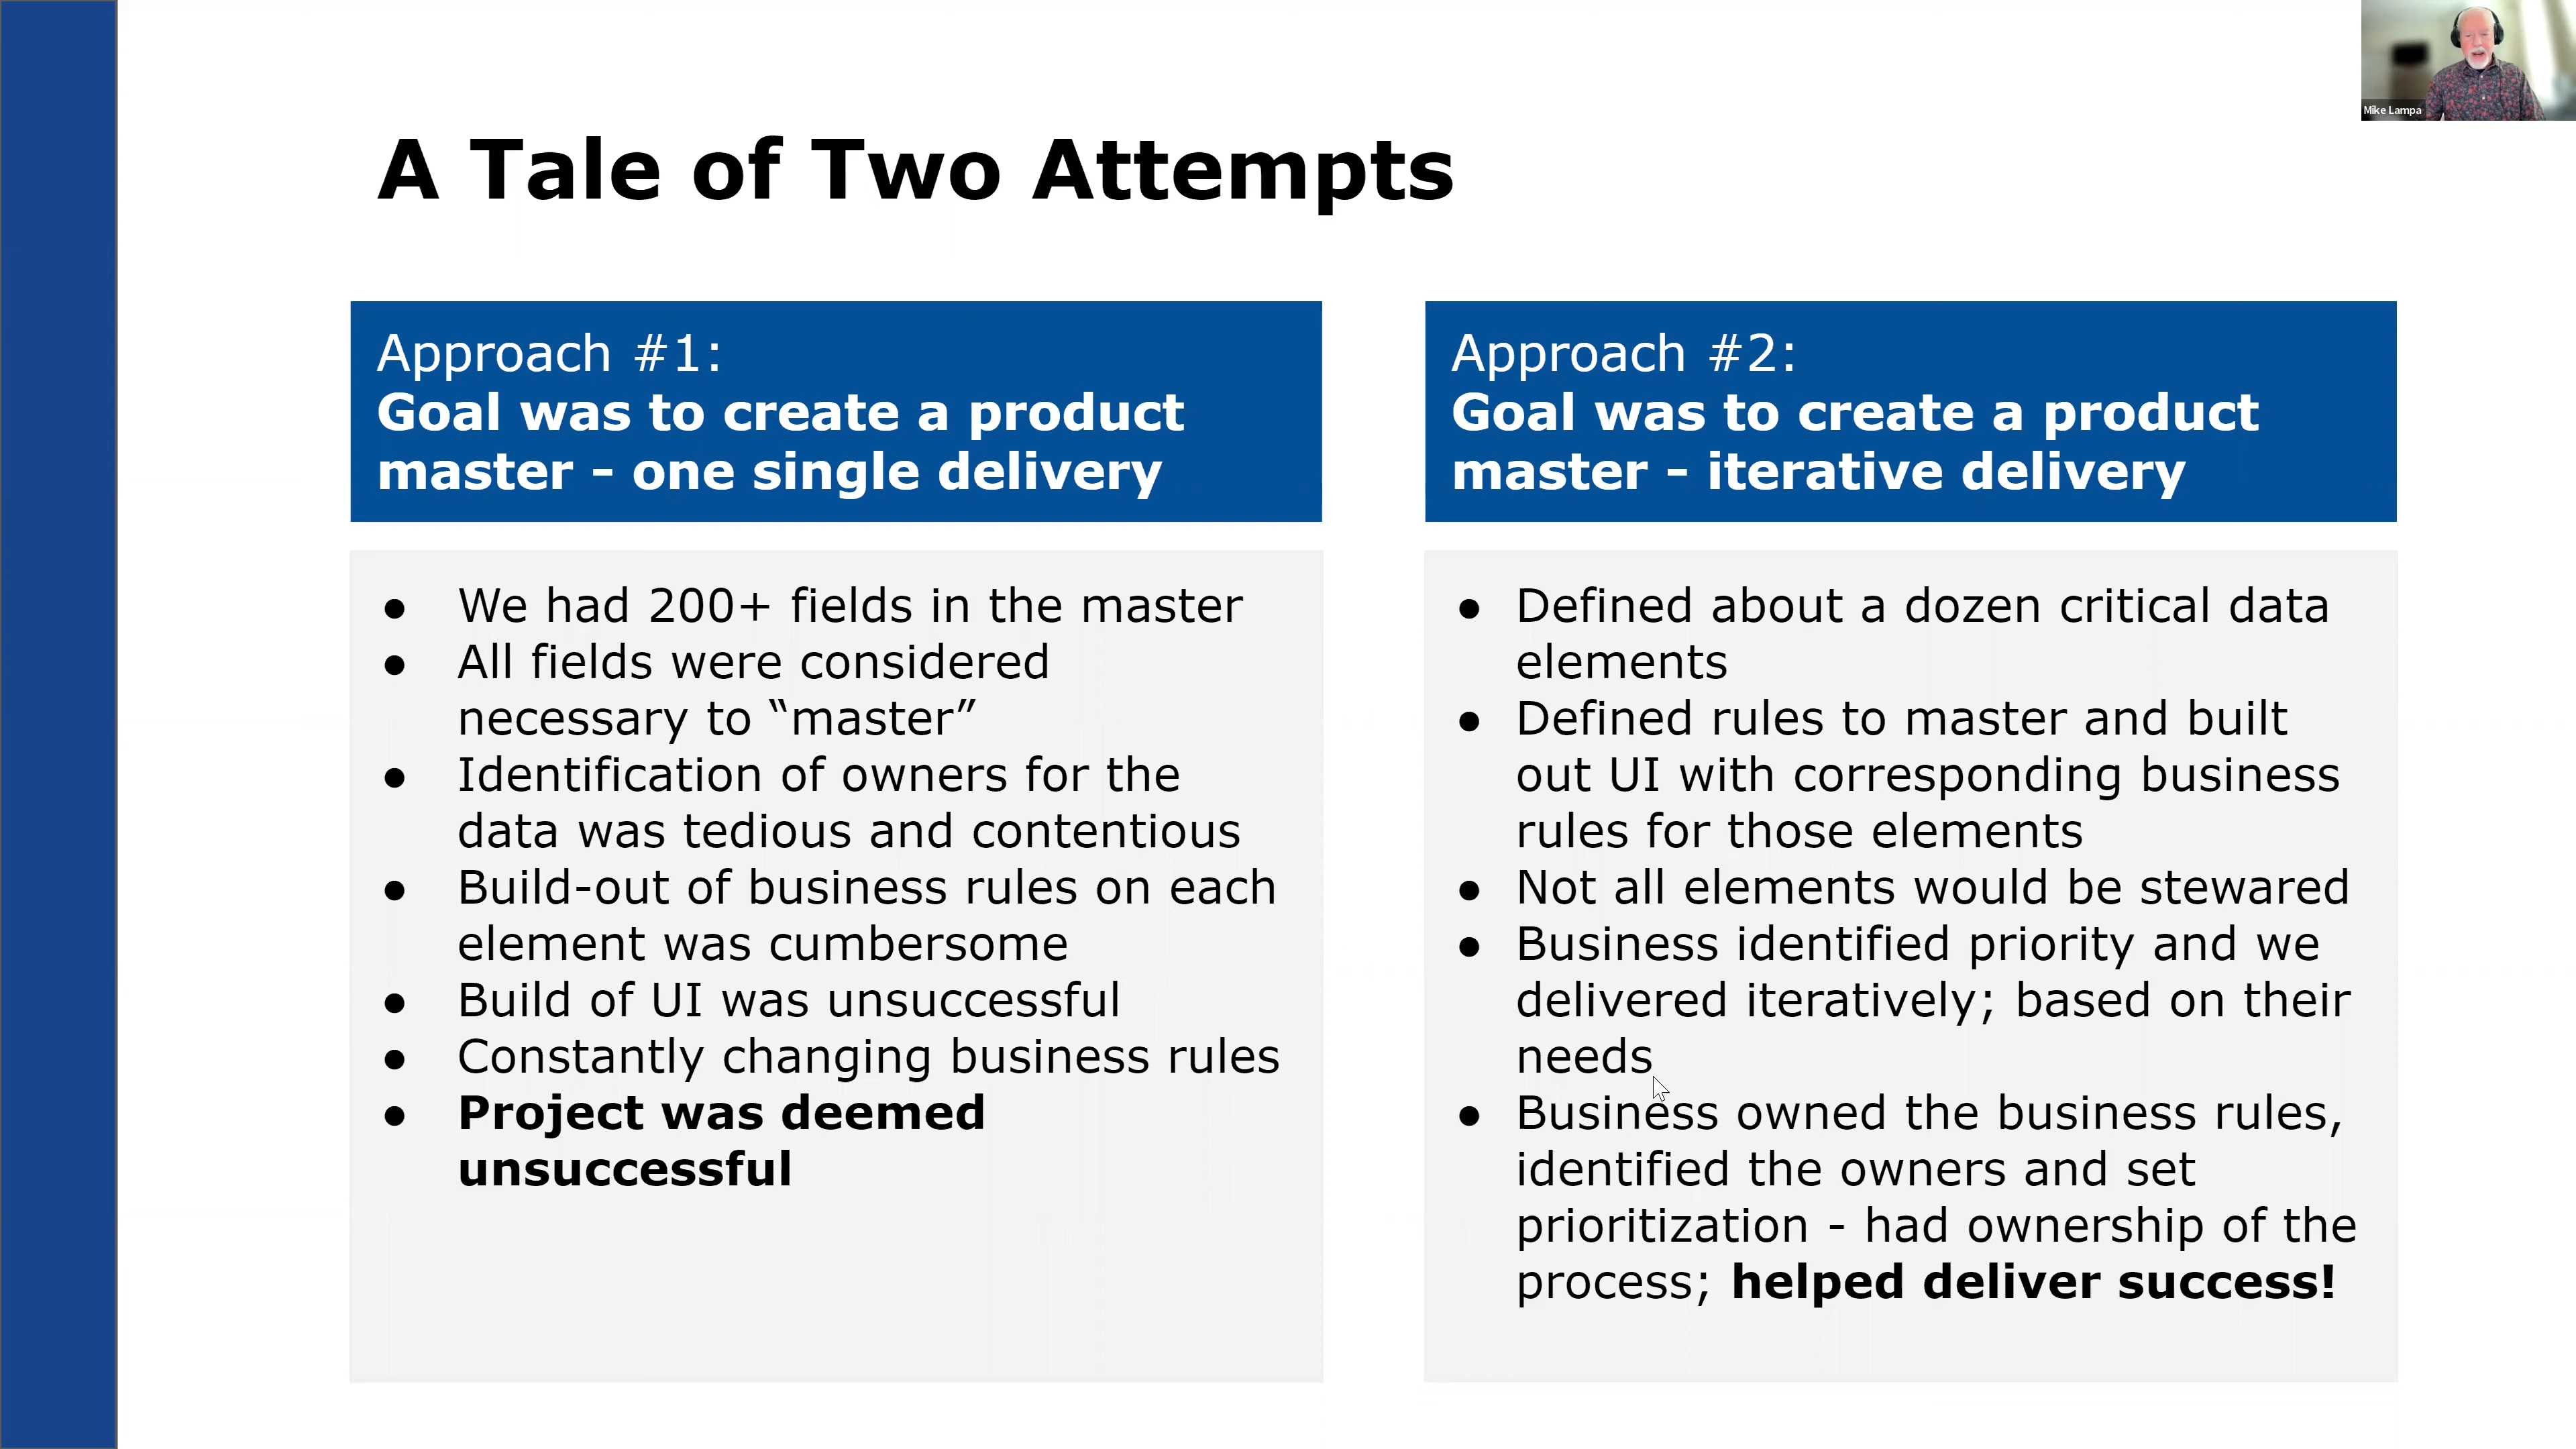 Mike Lampa
A Tale of Two Attempts
Approach #1:
Goal was to create a product
master - one single delivery
● We had 200+ fields in the master
● All fields were considered
necessary to “master”
● Identification of owners for the
data was tedious and contentious
● Build-out of business rules on each
element was cumbersome
● Build of UI was unsuccessful
● Constantly changing business rules
● Project was deemed
unsuccessful
Approach #2:
Goal was to create a product
master - iterative delivery
● Defined about a dozen critical data
elements
● Defined rules to master and built
out UI with corresponding business
rules for those elements
● Not all elements would be stewared
● Business identified priority and we
delivered iteratively; based on their
needs
● Business owned the business rules,
identified the owners and set
prioritization - had ownership of the
process; helped deliver success!